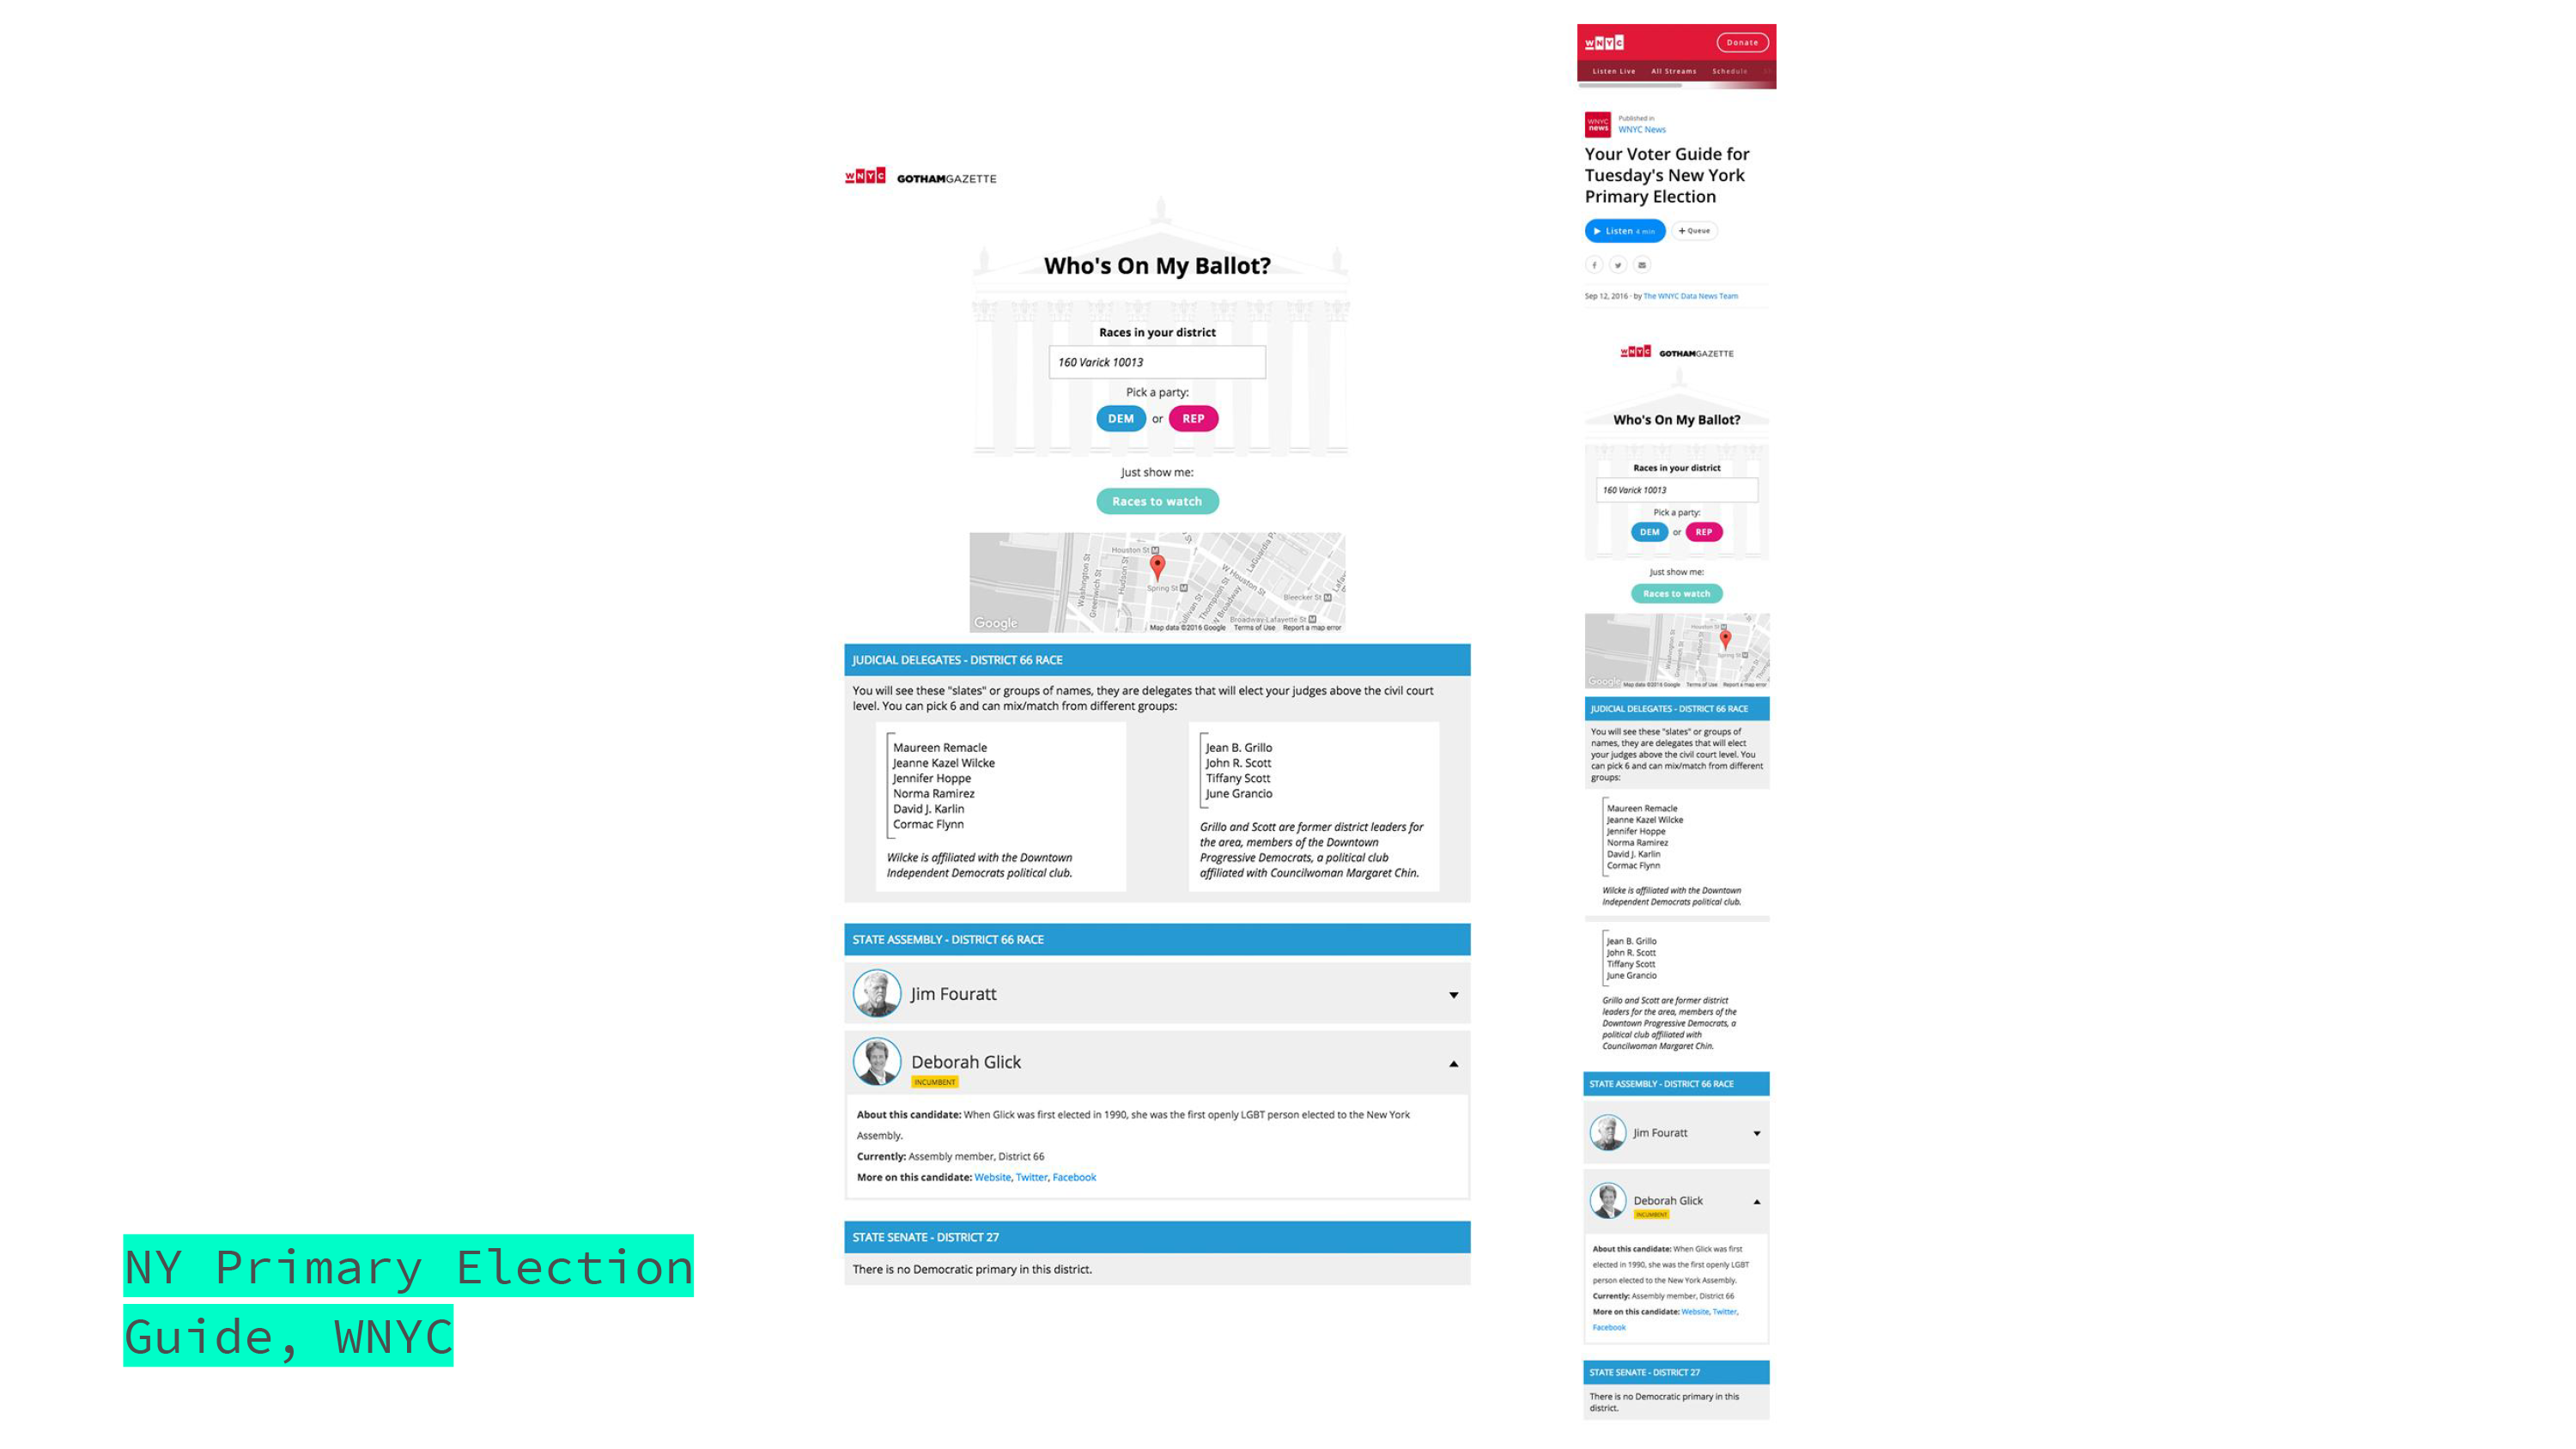 NY Primary Election
Guide, WNYC
WNYC GOTHAMGAZETTE
Who's On My Ballot?
Races in your district
160 Varick 10013
Pick a party:
DEM or REP
Just show me:
Races to watch
Houston St M
Washington St
Greenwich St
Hudson St
Spring St M
W Houston St
Thompson St
W Broadway
LaGuardia P
Bleecker St M
Broadway-Lafayette St M
Google
Map data ©2016 Google Terms of Use Report a map error
JUDICIAL DELEGATES - DISTRICT 66 RACE
You will see these "slates" or groups of names, they are delegates that will elect your judges above the civil court
level. You can pick 6 and can mix/match from different groups:
Maureen Remacle
Jeanne Kazel Wilcke
Jennifer Hoppe
Norma Ramirez
David J. Karlin
Cormac Flynn
Wilcke is affiliated with the Downtown
Independent Democrats political club.
Jean B. Grillo
John R. Scott
Tiffany Scott
June Grancio
Grillo and Scott are former district leaders for
the area, members of the Downtown
Progressive Democrats, a political club
affiliated with Councilwoman Margaret Chin.
STATE ASSEMBLY - DISTRICT 66 RACE
Jim Fouratt
Deborah Glick
INCUMBENT
About this candidate: When Glick was first elected in 1990, she was the first openly LGBT person elected to the New York
Assembly.
Currently: Assembly member, District 66
More on this candidate: Website, Twitter, Facebook
STATE SENATE - DISTRICT 27
There is no Democratic primary in this district.
WNYC Donate
Listen Live All Streams Schedule
WNYC
news
Published in
WNYC News
Your Voter Guide for
Tuesday's New York
Primary Election
Listen 4 min + Queue
Sep 12, 2016 · by The WNYC Data News Team
WNYC GOTHAMGAZETTE
Who's On My Ballot?
Races in your district
160 Varick 10013
Pick a party:
DEM or REP
Just show me:
Races to watch
Houston St
Spring St
Google
Map data ©2016 Google Terms of Use Report a map error
JUDICIAL DELEGATES - DISTRICT 66 RACE
You will see these "slates" or groups of
names, they are delegates that will elect
your judges above the civil court level. You
can pick 6 and can mix/match from different
groups:
Maureen Remacle
Jeanne Kazel Wilcke
Jennifer Hoppe
Norma Ramirez
David J. Karlin
Cormac Flynn
Wilcke is affiliated with the Downtown
Independent Democrats political club.
Jean B. Grillo
John R. Scott
Tiffany Scott
June Grancio
Grillo and Scott are former district
leaders for the area, members of the
Downtown Progressive Democrats, a
political club affiliated with
Councilwoman Margaret Chin.
STATE ASSEMBLY - DISTRICT 66 RACE
Jim Fouratt
Deborah Glick
INCUMBENT
About this candidate: When Glick was first
elected in 1990, she was the first openly LGBT
person elected to the New York Assembly.
Currently: Assembly member, District 66
More on this candidate: Website, Twitter,
Facebook
STATE SENATE - DISTRICT 27
There is no Democratic primary in this
district.